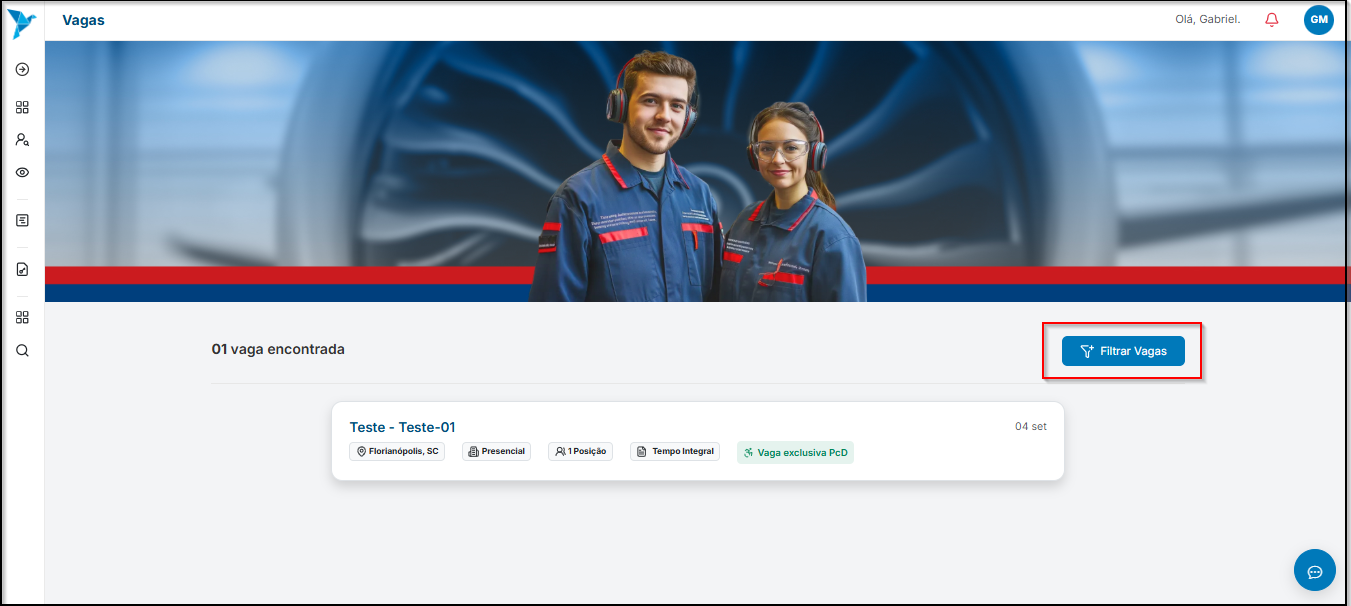 Vagas
Olá, Gabriel.
GM
01 vaga encontrada
Filtrar Vagas
Teste - Teste-01
04 set
Florianópolis, SC
Presencial
1 Posição
Tempo Integral
Vaga exclusiva PcD